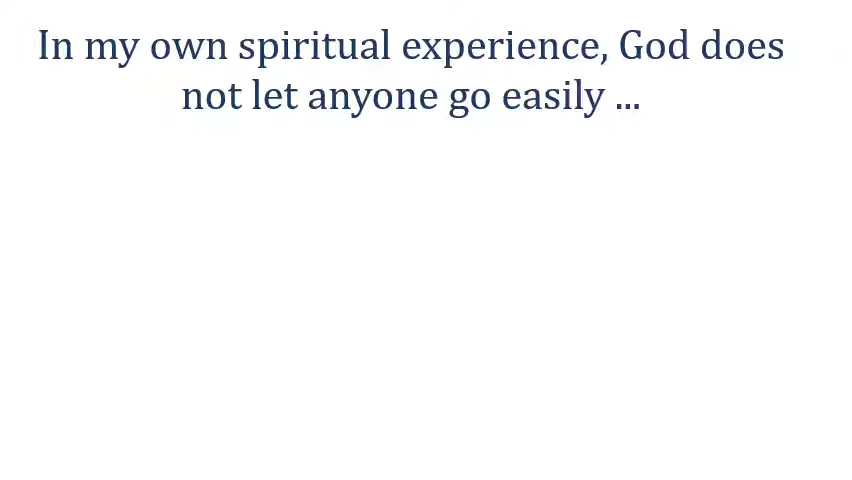 In my own spiritual experience, God does
not let anyone go easily ...